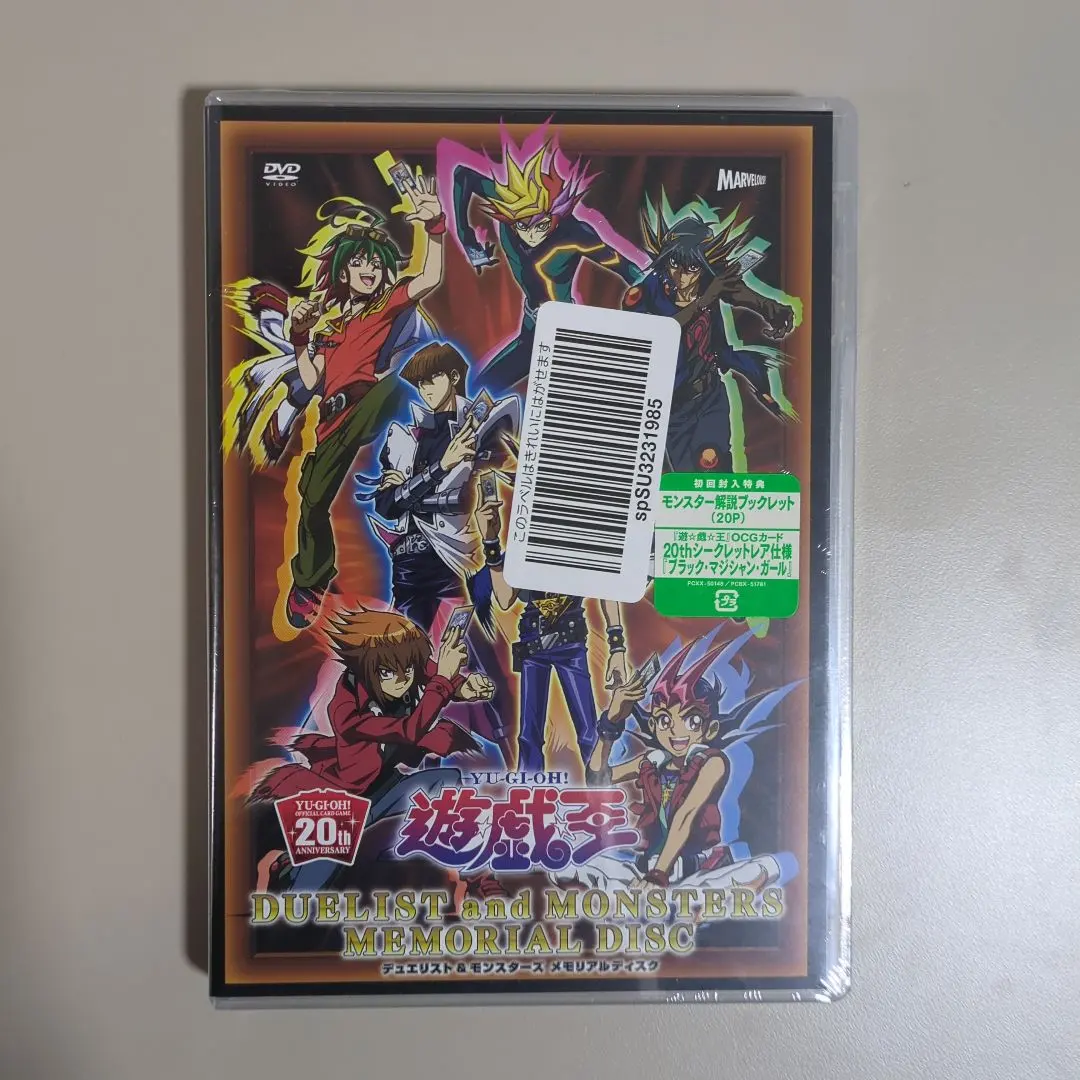 DVD
VIDEO
MARVELOUS!
このラベルはきれいにはがせます
spSU3231985
初回封入特典
モンスター解説ブックレット
(20P)
『遊☆戯☆王』OCGカード
20thシークレットレア仕様
『ブラック・マジシャン・ガール』
PCXX-50148/PCBX-51781
プラ
YU-GI-OH!
遊戯王
YU-GI-OH!
OFFICIAL CARD GAME
20th
ANNIVERSARY
DUELIST and MONSTERS
MEMORIAL DISC
デュエリスト&モンスターズ メモリアルディスク